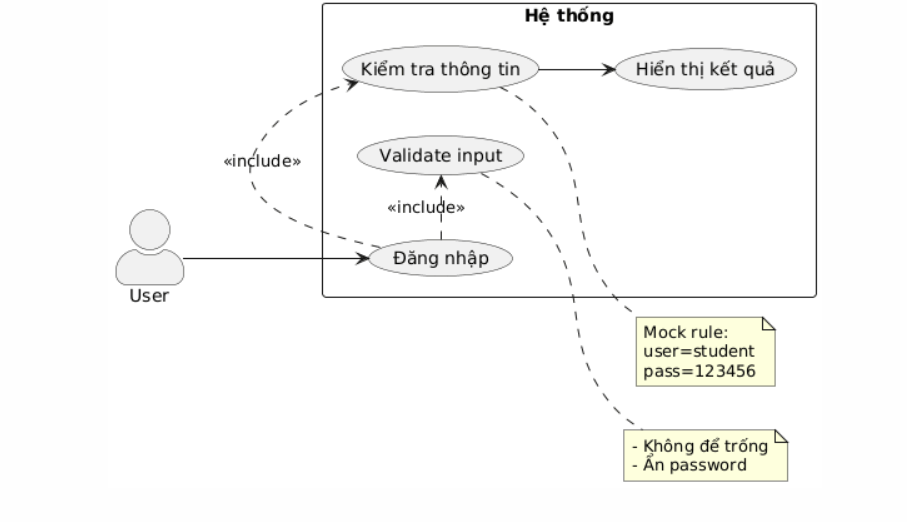 Hệ thống
Kiểm tra thông tin
Hiển thị kết quả
Validate input
«include»
«include»
Đăng nhập
User
Mock rule:
user=student
pass=123456
- Không để trống
- Ẩn password